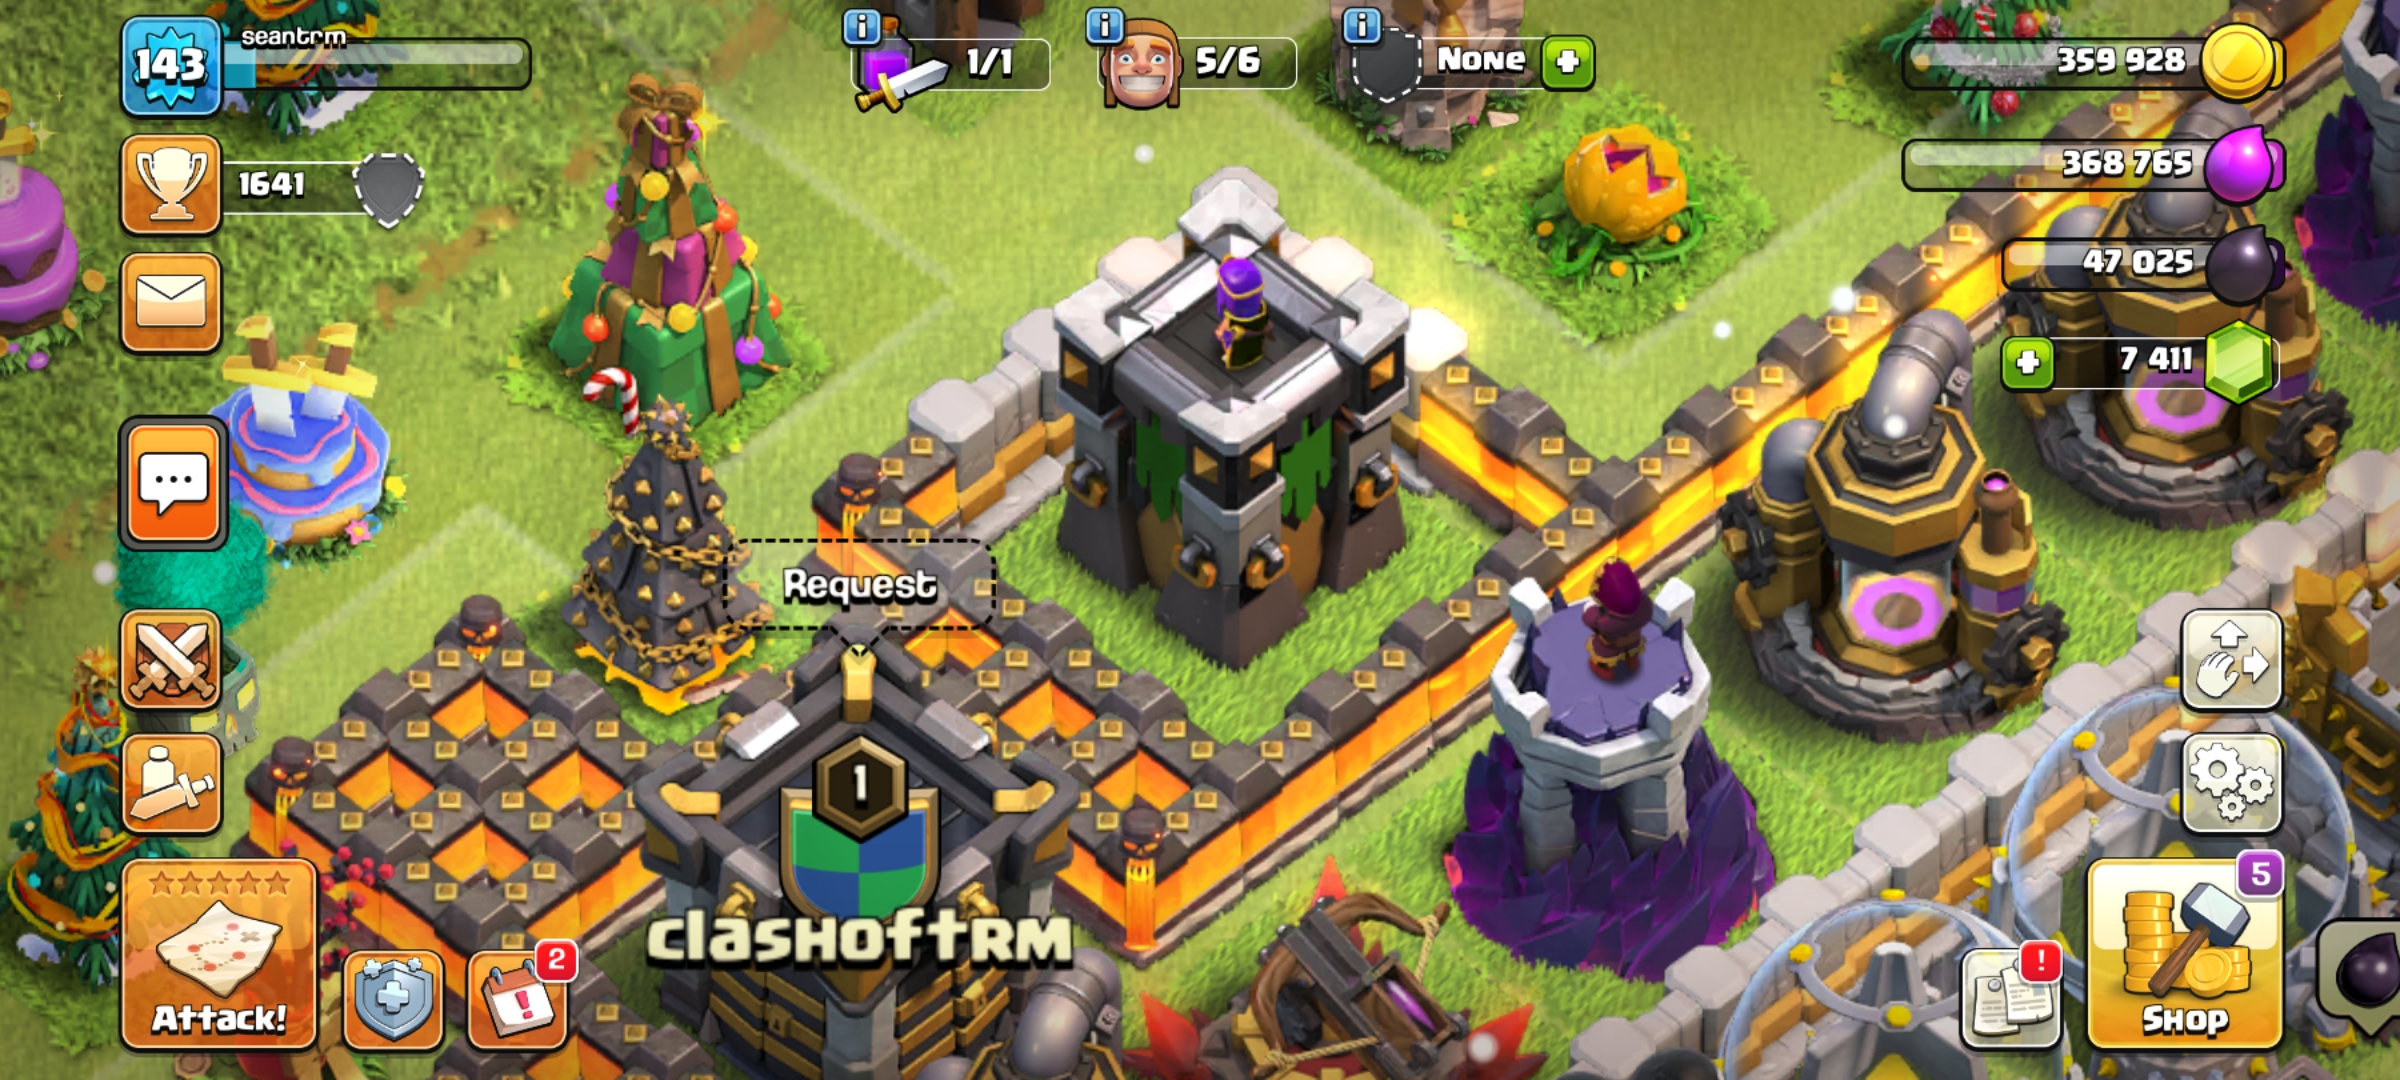 143
seantrm
1/1
5/6
None
359 928
1641
368 765
47 025
7 411
Request
1
clasHoftRM
5
2
!
Attack!
Shop